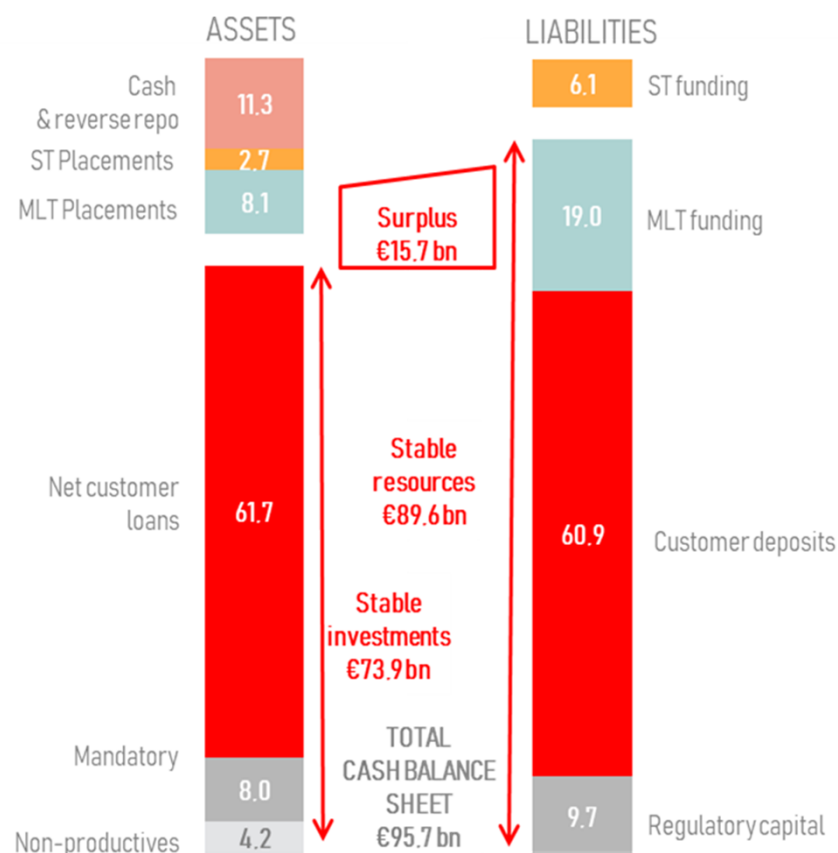 ASSETS
LIABILITIES
Cash
& reverse repo
11.3
6.1
ST funding
ST Placements
2.7
MLT Placements
8.1
Surplus
€15.7 bn
19.0
MLT funding
Net customer
loans
61.7
Stable
resources
€89.6 bn
60.9
Customer deposits
Stable
investments
€73.9 bn
Mandatory
8.0
TOTAL
CASH BALANCE
SHEET
€95.7 bn
9.7
Regulatory capital
Non-productives
4.2